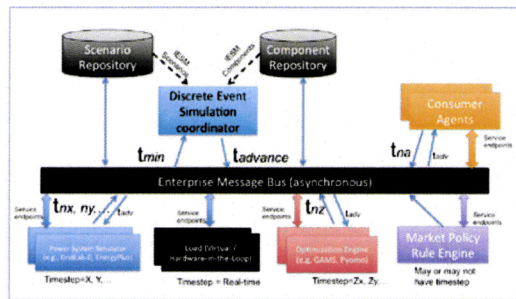 Scenario
Repository
IESM
Scenarios
IESM
Components
Component
Repository
Discrete Event
Simulation
coordinator
Consumer
Agents
tmin
tadvance
tna
tadv
Service
endpoints
Enterprise Message Bus (asynchronous)
Service
endpoints
tnx, ny,...
tadv
Service
endpoints
Service
endpoints
tnz
tadv
Service
endpoints
Power System Simulator
(e.g., GridLab-D, EnergyPlus)
Load (Virtual /
Hardware-in-the-Loop)
Optimization Engine
(e.g. GAMS, Pyomo)
Market Policy
Rule Engine
Timestep=X, Y,...
Timestep = Real-time
Timestep=Zx, Zy,...
May or may not
have timestep